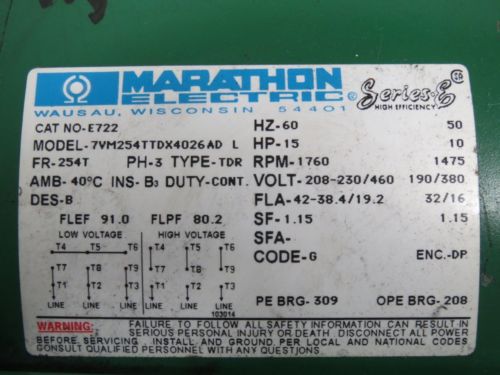 MARATHON
ELECTRIC®
WAUSAU, WISCONSIN 54401
Series E
HIGH EFFICIENCY
CAT NO-E722 HZ-60 50
MODEL-7VM254TTDX4026AD L HP-15 10
FR-254T PH-3 TYPE-TDR RPM-1760 1475
AMB-40°C INS-B3 DUTY-CONT. VOLT-208-230/460 190/380
DES-B FLA-42-38.4/19.2 32/16
FLEF 91.0 FLPF 80.2 SF-1.15 1.15
LOW VOLTAGE HIGH VOLTAGE SFA-
T4 T5 T6 T4 T5 T6 CODE-G ENC.-DP
T7 T8 T9 T7 T8 T9
T1 T2 T3 T1 T2 T3
LINE LINE LINE LINE LINE LINE
103014
PE BRG-309 OPE BRG-208
WARNING: FAILURE TO FOLLOW ALL SAFETY INFORMATION CAN RESULT IN
SERIOUS PERSONAL INJURY OR DEATH. DISCONNECT ALL POWER
BEFORE SERVICING. INSTALL AND GROUND PER LOCAL AND NATIONAL CODES
CONSULT QUALIFIED PERSONNEL WITH ANY QUESTIONS.